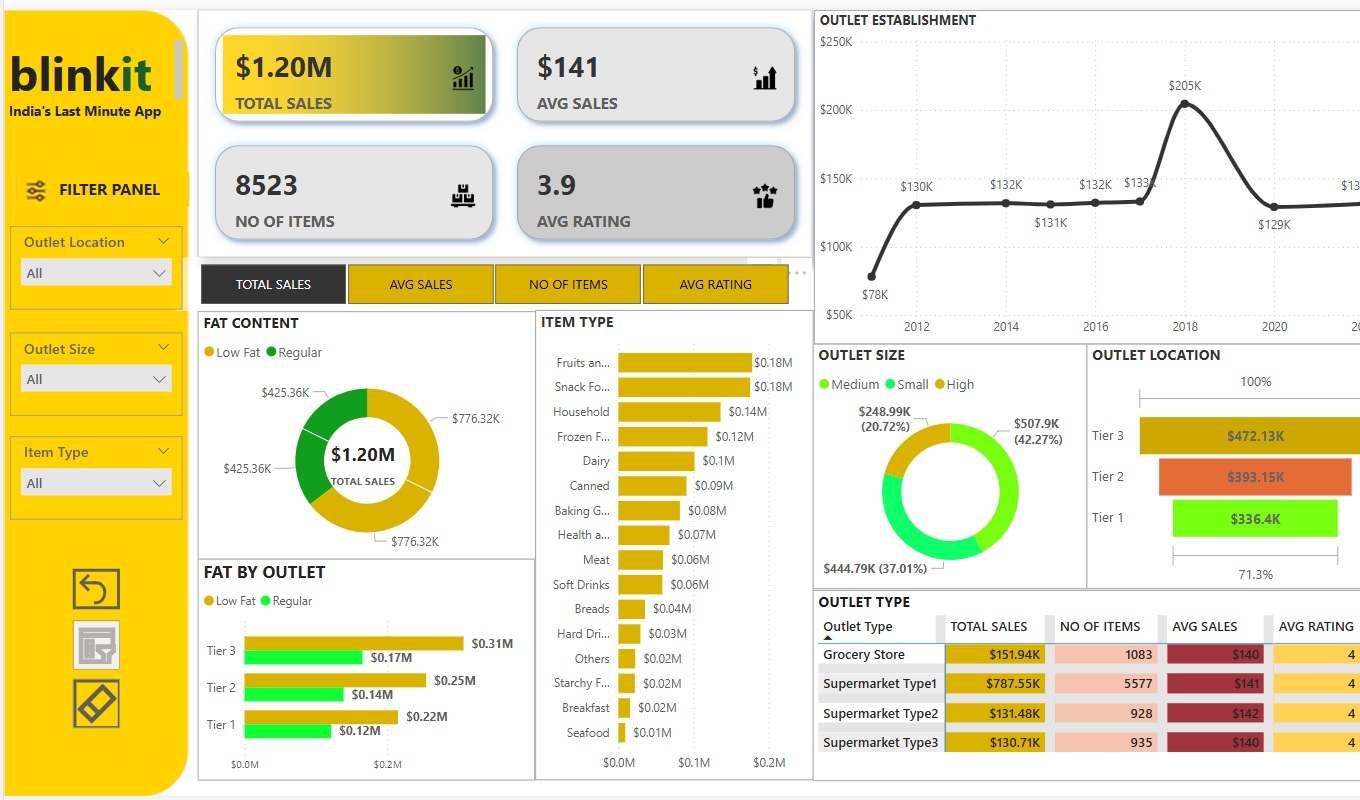 blinkit
India's Last Minute App
FILTER PANEL
Outlet Location
All
Outlet Size
All
Item Type
All
$1.20M
TOTAL SALES
$141
AVG SALES
8523
NO OF ITEMS
3.9
AVG RATING
TOTAL SALES
AVG SALES
NO OF ITEMS
AVG RATING
FAT CONTENT
Low Fat Regular
$425.36K
$776.32K
$425.36K
$1.20M
TOTAL SALES
$776.32K
FAT BY OUTLET
Low Fat Regular
Tier 3 $0.31M
$0.17M
Tier 2 $0.25M
$0.14M
Tier 1 $0.22M
$0.12M
$0.0M $0.2M
ITEM TYPE
Fruits an... $0.18M
Snack Fo... $0.18M
Household $0.14M
Frozen F... $0.12M
Dairy $0.1M
Canned $0.09M
Baking G... $0.08M
Health a... $0.07M
Meat $0.06M
Soft Drinks $0.06M
Breads $0.04M
Hard Dri... $0.03M
Others $0.02M
Starchy F... $0.02M
Breakfast $0.02M
Seafood $0.01M
$0.0M $0.1M $0.2M
OUTLET ESTABLISHMENT
$250K
$200K
$150K
$100K
$50K
$78K
$130K
$132K
$131K
$132K
$133K
$205K
$129K
$13
2012 2014 2016 2018 2020
OUTLET SIZE
Medium Small High
$248.99K
(20.72%)
$507.9K
(42.27%)
$444.79K (37.01%)
OUTLET LOCATION
100%
Tier 3 $472.13K
Tier 2 $393.15K
Tier 1 $336.4K
71.3%
OUTLET TYPE
Outlet Type TOTAL SALES NO OF ITEMS AVG SALES AVG RATING
Grocery Store $151.94K 1083 $140 4
Supermarket Type1 $787.55K 5577 $141 4
Supermarket Type2 $131.48K 928 $142 4
Supermarket Type3 $130.71K 935 $140 4